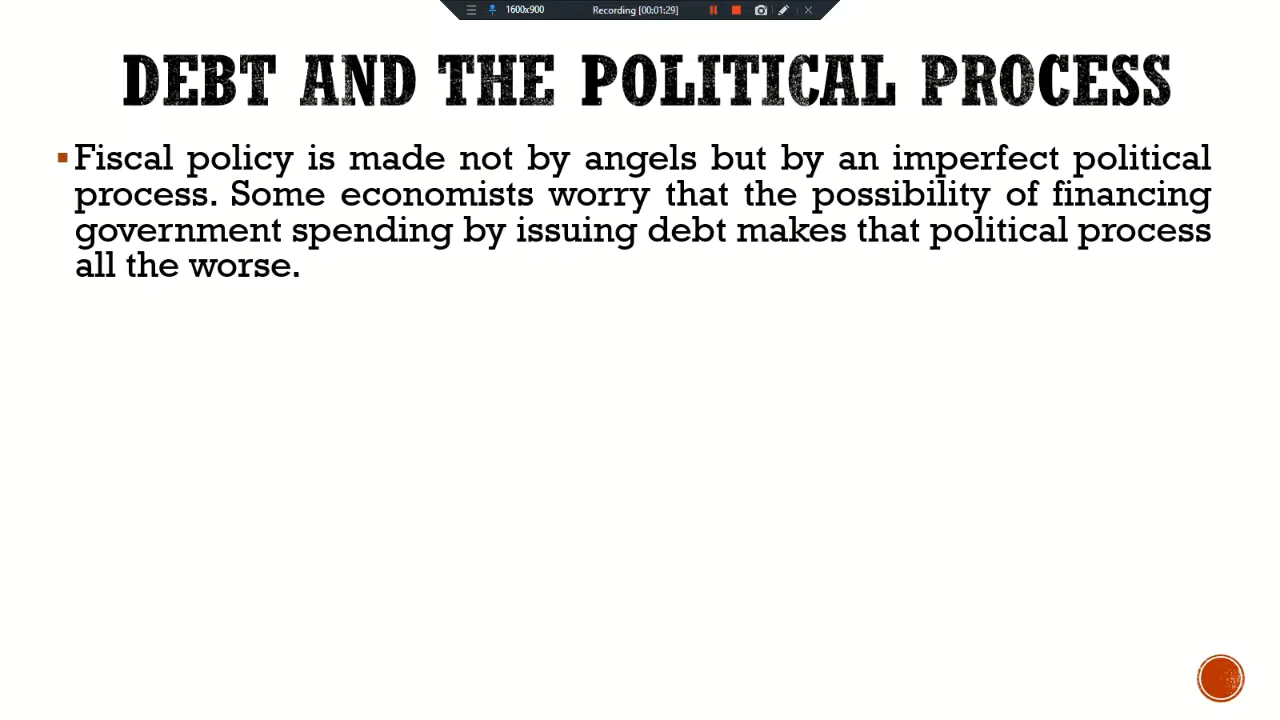 1600x900 Recording [00:01:29]
DEBT AND THE POLITICAL PROCESS
▪Fiscal policy is made not by angels but by an imperfect political
process. Some economists worry that the possibility of financing
government spending by issuing debt makes that political process
all the worse.